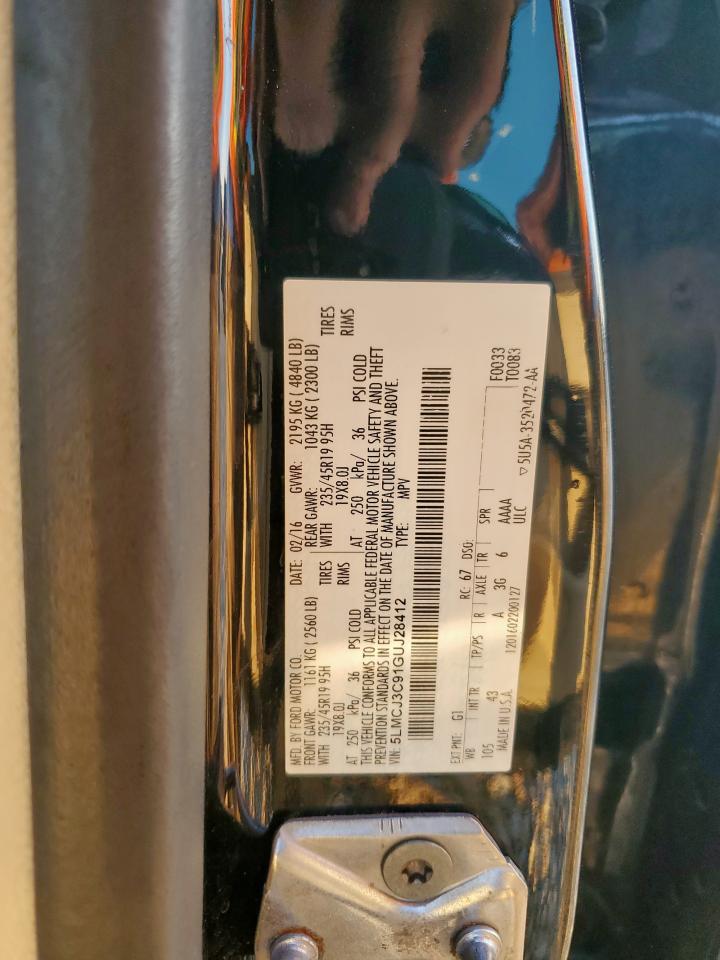 MFD. BY FORD MOTOR CO. DATE: 02/16 GVWR: 2195 KG ( 4840 LB)
FRONT GAWR: 1161 KG ( 2560 LB) REAR GAWR: 1043 KG ( 2300 LB)
WITH 235/45R19 95H TIRES WITH 235/45R19 95H TIRES
19X8.0J RIMS 19X8.0J RIMS
AT 250 kPa/ 36 PSI COLD AT 250 kPa/ 36 PSI COLD
THIS VEHICLE CONFORMS TO ALL APPLICABLE FEDERAL MOTOR VEHICLE SAFETY AND THEFT
PREVENTION STANDARDS IN EFFECT ON THE DATE OF MANUFACTURE SHOWN ABOVE.
VIN: 5LMCJ3C91GUJ28412 TYPE: MPV
EXT PNT: G1 RC: 67 DSO: F0033
WB INT TR TP/PS R AXLE TR SPR T0083
105 43 A 3G 6 AAAA
MADE IN U.S.A. 1201602200127 ULC ▽5U5A-3520472-AA